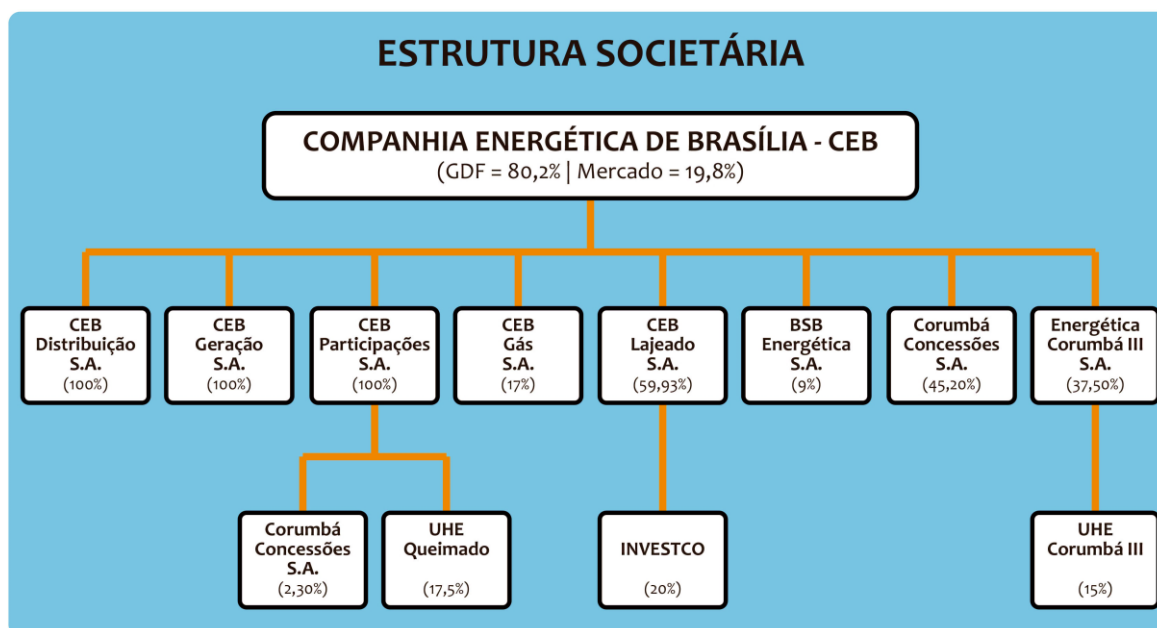 ESTRUTURA SOCIETÁRIA
COMPANHIA ENERGÉTICA DE BRASÍLIA - CEB
(GDF = 80,2% | Mercado = 19,8%)
CEB
Distribuição
S.A.
(100%)
CEB
Geração
S.A.
(100%)
CEB
Participações
S.A.
(100%)
CEB
Gás
S.A.
(17%)
CEB
Lajeado
S.A.
(59,93%)
BSB
Energética
S.A.
(9%)
Corumbá
Concessões
S.A.
(45,20%)
Energética
Corumbá III
S.A.
(37,50%)
Corumbá
Concessões
S.A.
(2,30%)
UHE
Queimado
(17,5%)
INVESTCO
(20%)
UHE
Corumbá III
(15%)